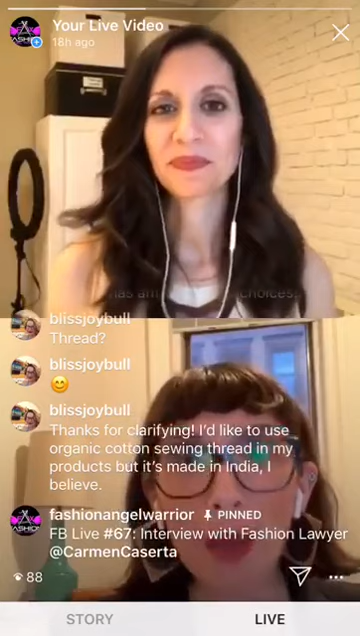 Your Live Video
18h ago
choices.
blissjoybull
Thread?
blissjoybull
😊
blissjoybull
Thanks for clarifying! I'd like to use
organic cotton sewing thread in my
products but it's made in India, I
believe.
fashionangelwarrior PINNED
FB Live #67: Interview with Fashion Lawyer
@CarmenCaserta
88
STORY LIVE